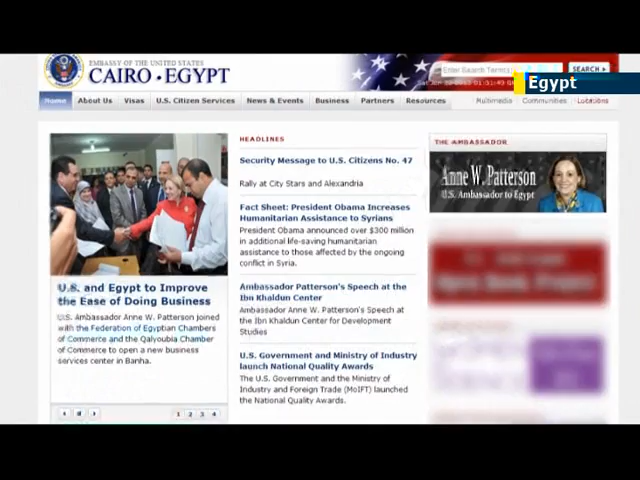 EMBASSY OF THE UNITED STATES
CAIRO • EGYPT
Enter Search Term(s)
SEARCH
Egypt
Home
About Us
Visas
U.S. Citizen Services
News & Events
Business
Partners
Resources
Multimedia
Communities
Locations
U.S. and Egypt to Improve
the Ease of Doing Business
U.S. Ambassador Anne W. Patterson joined
with the Federation of Egyptian Chambers
of Commerce and the Qalyoubia Chamber
of Commerce to open a new business
services center in Banha.
1 2 3 4
HEADLINES
Security Message to U.S. Citizens No. 47
Rally at City Stars and Alexandria
Fact Sheet: President Obama Increases
Humanitarian Assistance to Syrians
President Obama announced over $300 million
in additional life-saving humanitarian
assistance to those affected by the ongoing
conflict in Syria.
Ambassador Patterson's Speech at the
Ibn Khaldun Center
Ambassador Anne W. Patterson's Speech at
the Ibn Khaldun Center for Development
Studies
U.S. Government and Ministry of Industry
launch National Quality Awards
The U.S. Government and the Ministry of
Industry and Foreign Trade (MoIFT) launched
the National Quality Awards.
THE AMBASSADOR
Anne W. Patterson
U.S. Ambassador to Egypt